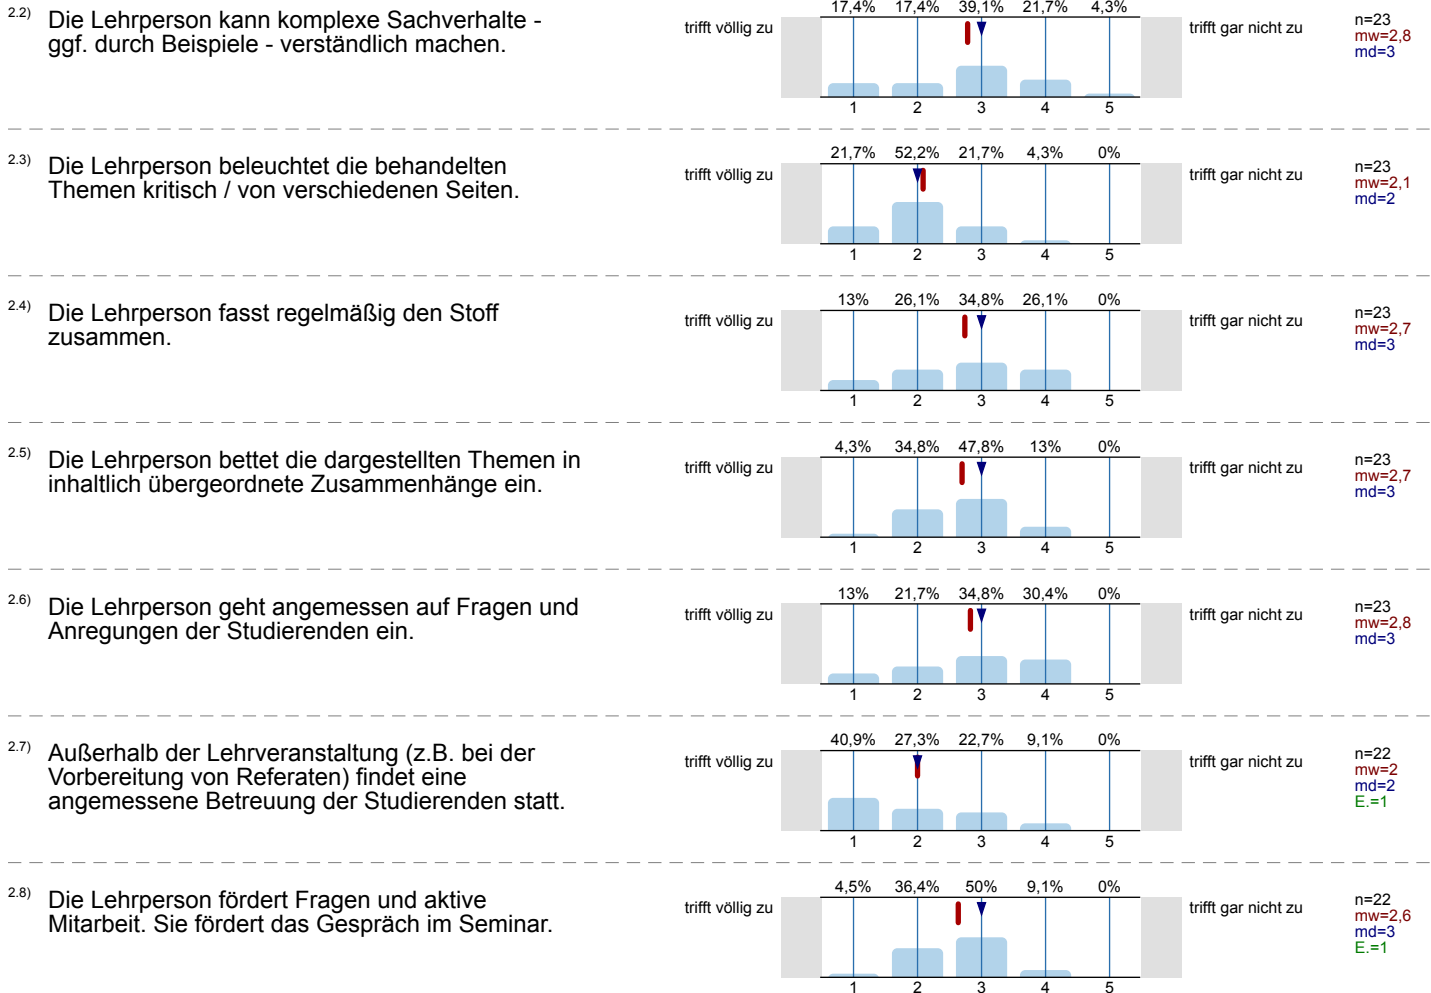 2.2) Die Lehrperson kann komplexe Sachverhalte -
ggf. durch Beispiele - verständlich machen.
trifft völlig zu
17,4% 17,4% 39,1% 21,7% 4,3%
1 2 3 4 5
trifft gar nicht zu
n=23
mw=2,8
md=3
2.3) Die Lehrperson beleuchtet die behandelten
Themen kritisch / von verschiedenen Seiten.
trifft völlig zu
21,7% 52,2% 21,7% 4,3% 0%
1 2 3 4 5
trifft gar nicht zu
n=23
mw=2,1
md=2
2.4) Die Lehrperson fasst regelmäßig den Stoff
zusammen.
trifft völlig zu
13% 26,1% 34,8% 26,1% 0%
1 2 3 4 5
trifft gar nicht zu
n=23
mw=2,7
md=3
2.5) Die Lehrperson bettet die dargestellten Themen in
inhaltlich übergeordnete Zusammenhänge ein.
trifft völlig zu
4,3% 34,8% 47,8% 13% 0%
1 2 3 4 5
trifft gar nicht zu
n=23
mw=2,7
md=3
2.6) Die Lehrperson geht angemessen auf Fragen und
Anregungen der Studierenden ein.
trifft völlig zu
13% 21,7% 34,8% 30,4% 0%
1 2 3 4 5
trifft gar nicht zu
n=23
mw=2,8
md=3
2.7) Außerhalb der Lehrveranstaltung (z.B. bei der
Vorbereitung von Referaten) findet eine
angemessene Betreuung der Studierenden statt.
trifft völlig zu
40,9% 27,3% 22,7% 9,1% 0%
1 2 3 4 5
trifft gar nicht zu
n=22
mw=2
md=2
E.=1
2.8) Die Lehrperson fördert Fragen und aktive
Mitarbeit. Sie fördert das Gespräch im Seminar.
trifft völlig zu
4,5% 36,4% 50% 9,1% 0%
1 2 3 4 5
trifft gar nicht zu
n=22
mw=2,6
md=3
E.=1